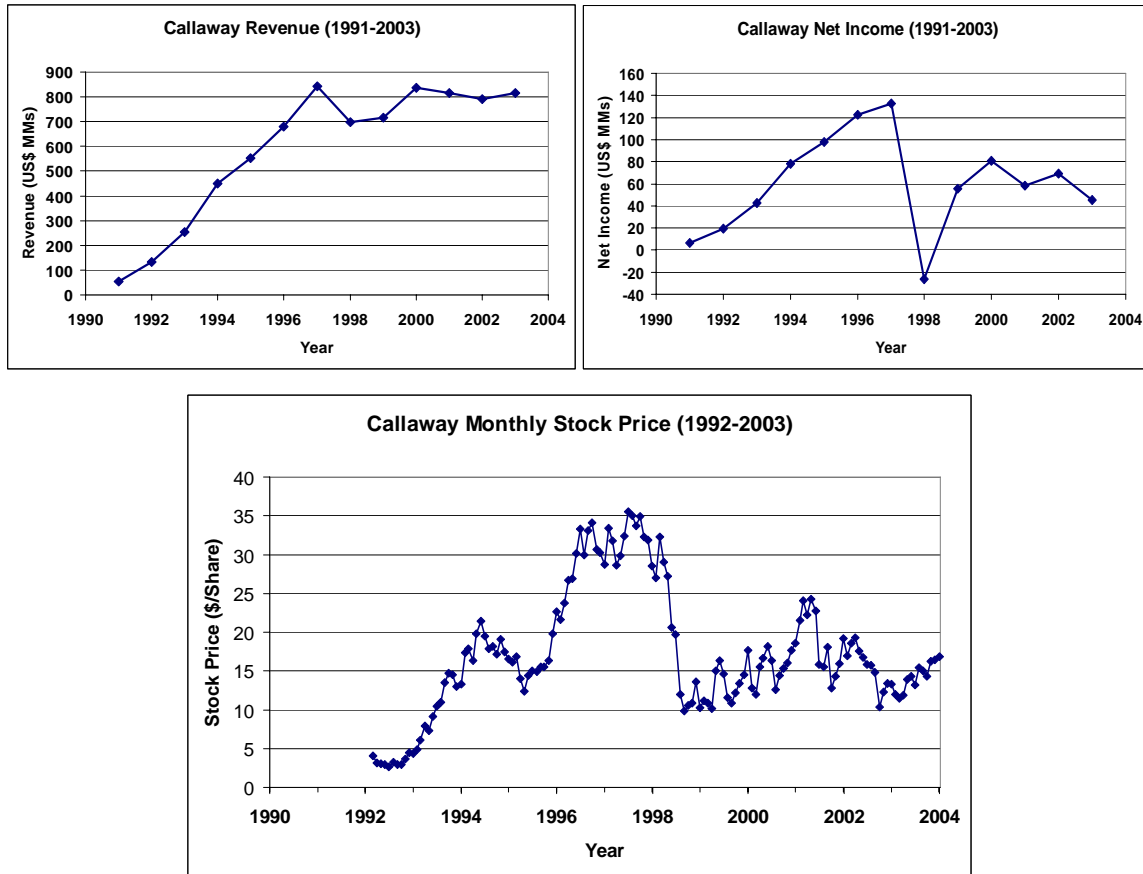 Callaway Revenue (1991-2003)
900
800
700
600
500
400
300
200
100
0
Revenue (US$ MMs)
1990 1992 1994 1996 1998 2000 2002 2004
Year
Callaway Net Income (1991-2003)
160
140
120
100
80
60
40
20
0
-20
-40
Net Income (US$ MMs)
1990 1992 1994 1996 1998 2000 2002 2004
Year
Callaway Monthly Stock Price (1992-2003)
40
35
30
25
20
15
10
5
0
Stock Price ($/Share)
1990 1992 1994 1996 1998 2000 2002 2004
Year